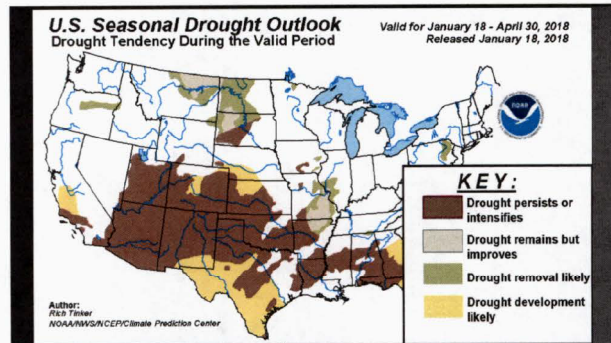 U.S. Seasonal Drought Outlook
Drought Tendency During the Valid Period
Valid for January 18 - April 30, 2018
Released January 18, 2018
NOAA
KEY:
Drought persists or
intensifies
Drought remains but
improves
Drought removal likely
Drought development
likely
Author:
Rich Tinker
NOAA/NWS/NCEP/Climate Prediction Center